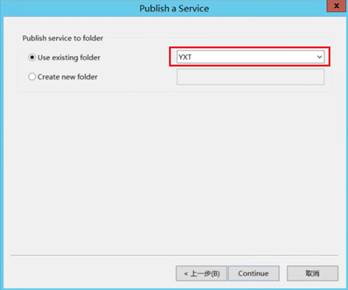 Publish a Service
x
Publish service to folder
Use existing folder
YXT
Create new folder
< 上一步(B)
Continue
取消